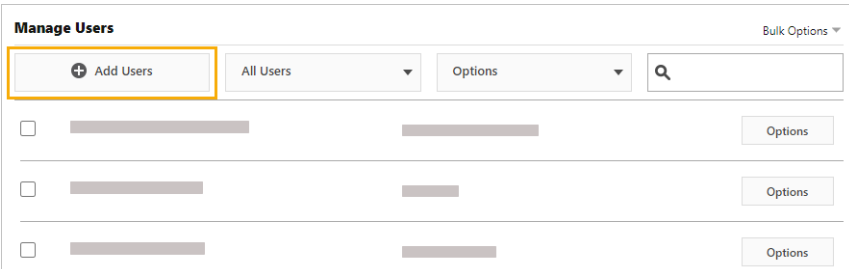 Manage Users
Bulk Options
Add Users
All Users
Options
Options
Options
Options